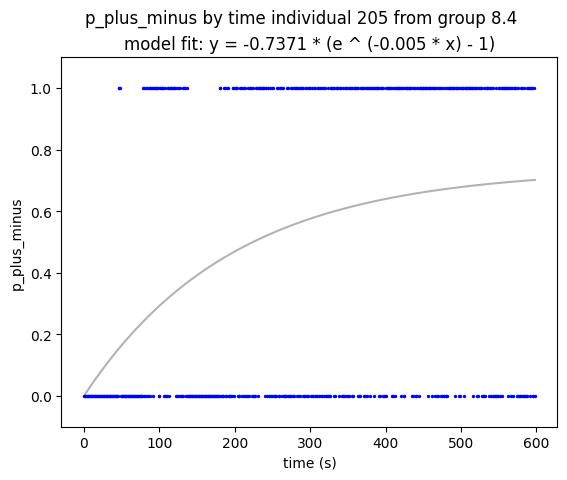 p_plus_minus by time individual 205 from group 8.4
model fit: y = -0.7371 * (e ^ (-0.005 * x) - 1)
1.0
0.8
0.6
0.4
0.2
0.0
p_plus_minus
0 100 200 300 400 500 600
time (s)